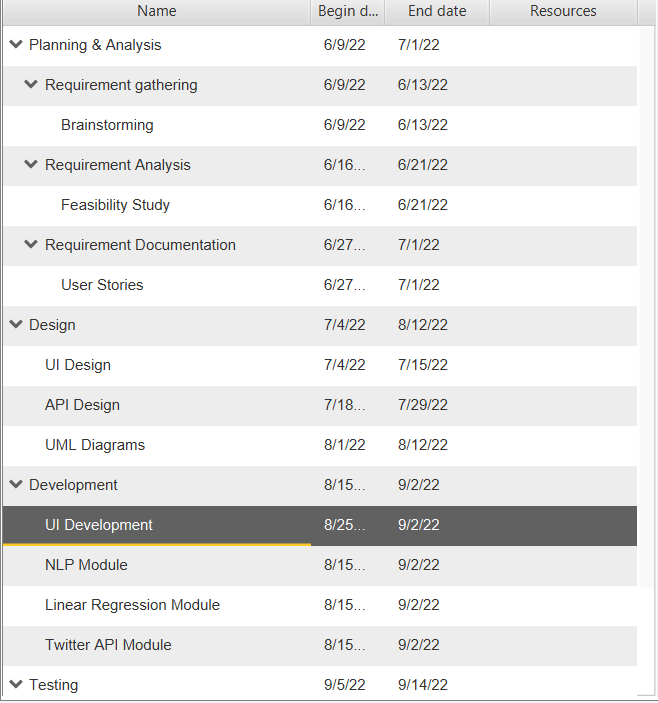 Name Begin d... End date Resources
Planning & Analysis 6/9/22 7/1/22
Requirement gathering 6/9/22 6/13/22
Brainstorming 6/9/22 6/13/22
Requirement Analysis 6/16... 6/21/22
Feasibility Study 6/16... 6/21/22
Requirement Documentation 6/27... 7/1/22
User Stories 6/27... 7/1/22
Design 7/4/22 8/12/22
UI Design 7/4/22 7/15/22
API Design 7/18... 7/29/22
UML Diagrams 8/1/22 8/12/22
Development 8/15... 9/2/22
UI Development 8/25... 9/2/22
NLP Module 8/15... 9/2/22
Linear Regression Module 8/15... 9/2/22
Twitter API Module 8/15... 9/2/22
Testing 9/5/22 9/14/22